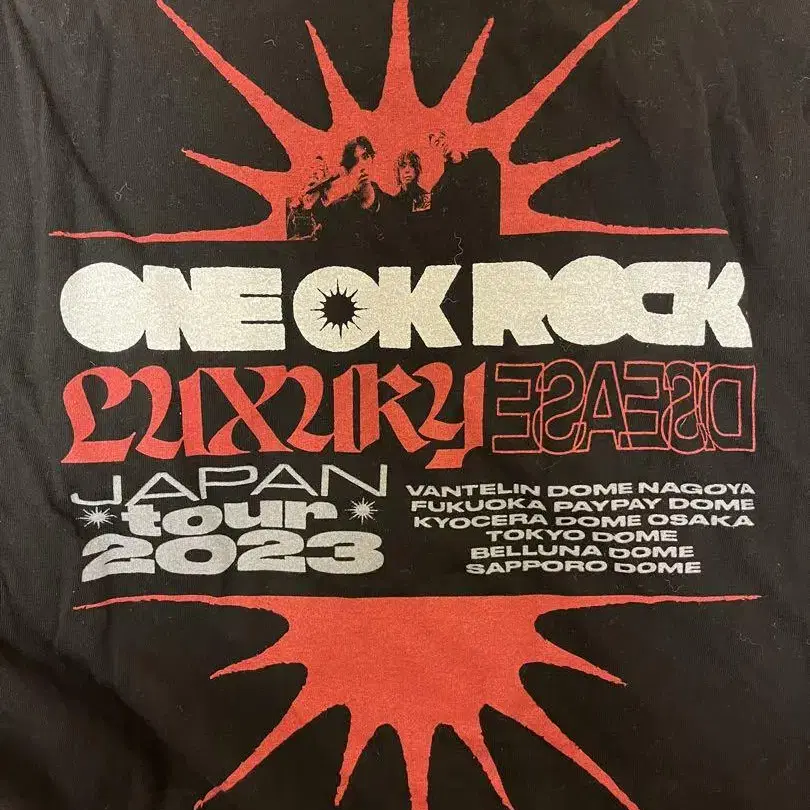 ONE OK ROCK
LUXURY DISEASE
JAPAN
tour
2023
VANTELIN DOME NAGOYA
FUKUOKA PAYPAY DOME
KYOCERA DOME OSAKA
TOKYO DOME
BELLUNA DOME
SAPPORO DOME